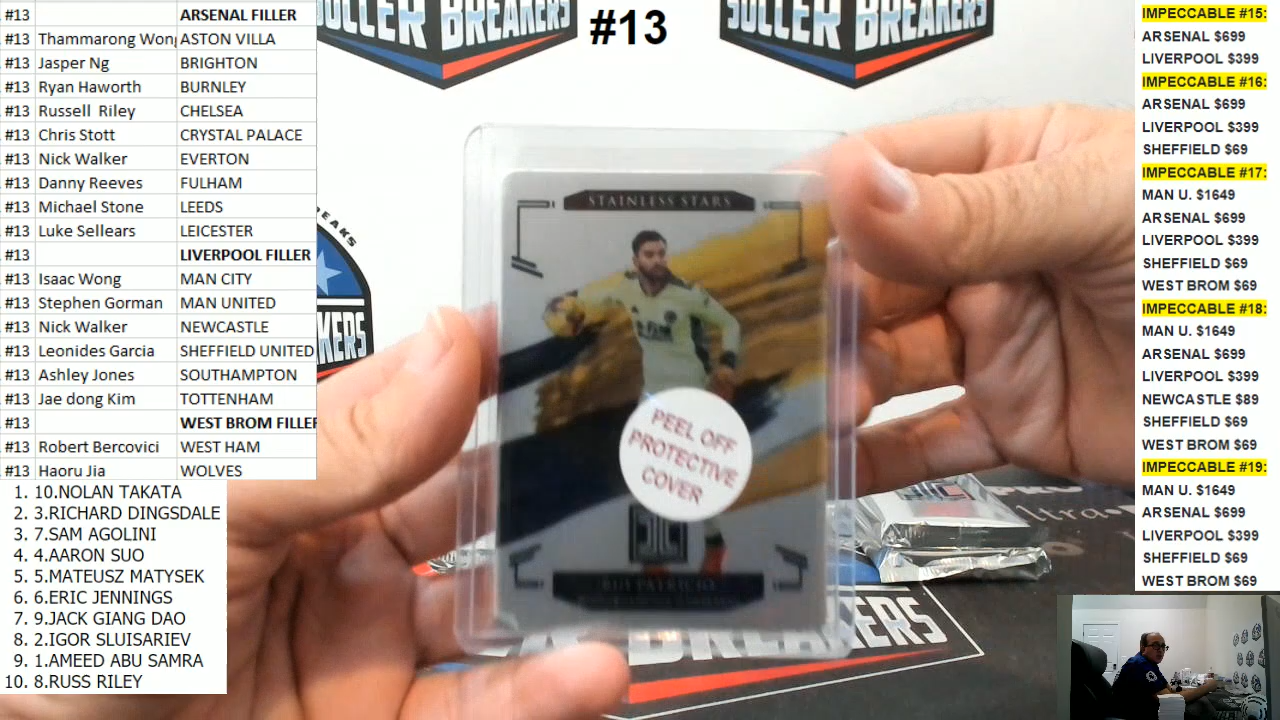 #13 ARSENAL FILLER
#13 Thammarong Wong ASTON VILLA
#13 Jasper Ng BRIGHTON
#13 Ryan Haworth BURNLEY
#13 Russell Riley CHELSEA
#13 Chris Stott CRYSTAL PALACE
#13 Nick Walker EVERTON
#13 Danny Reeves FULHAM
#13 Michael Stone LEEDS
#13 Luke Sellears LEICESTER
#13 LIVERPOOL FILLER
#13 Isaac Wong MAN CITY
#13 Stephen Gorman MAN UNITED
#13 Nick Walker NEWCASTLE
#13 Leonides Garcia SHEFFIELD UNITED
#13 Ashley Jones SOUTHAMPTON
#13 Jae dong Kim TOTTENHAM
#13 WEST BROM FILLER
#13 Robert Bercovici WEST HAM
#13 Haoru Jia WOLVES
1. 10.NOLAN TAKATA
2. 3.RICHARD DINGSDALE
3. 7.SAM AGOLINI
4. 4.AARON SUO
5. 5.MATEUSZ MATYSEK
6. 6.ERIC JENNINGS
7. 9.JACK GIANG DAO
8. 2.IGOR SLUISARIEV
9. 1.AMEED ABU SAMRA
10. 8.RUSS RILEY
SOCCER BREAKERS
#13
SOCCER BREAKERS
STAINLESS STARS
PEEL OFF
PROTECTIVE
COVER
RUI PATRICIO
BREAKERS
IMPECCABLE #15:
ARSENAL $699
LIVERPOOL $399
IMPECCABLE #16:
ARSENAL $699
LIVERPOOL $399
SHEFFIELD $69
IMPECCABLE #17:
MAN U. $1649
ARSENAL $699
LIVERPOOL $399
SHEFFIELD $69
WEST BROM $69
IMPECCABLE #18:
MAN U. $1649
ARSENAL $699
LIVERPOOL $399
NEWCASTLE $89
SHEFFIELD $69
WEST BROM $69
IMPECCABLE #19:
MAN U. $1649
ARSENAL $699
LIVERPOOL $399
SHEFFIELD $69
WEST BROM $69